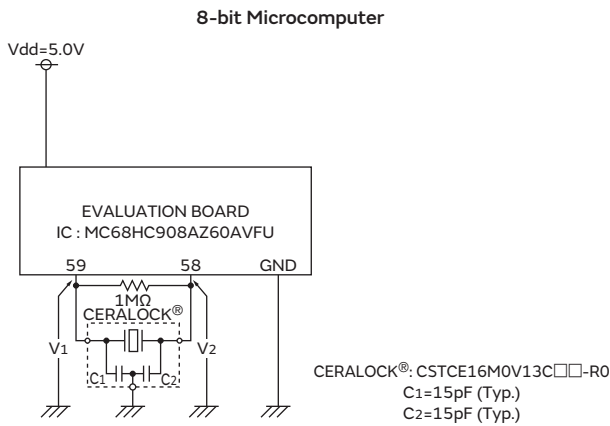 8-bit Microcomputer
Vdd=5.0V
EVALUATION BOARD
IC : MC68HC908AZ60AVFU
59 58 GND
1MΩ
CERALOCK®
V1 V2
C1 C2
CERALOCK®: CSTCE16M0V13C□□-R0
C1=15pF (Typ.)
C2=15pF (Typ.)